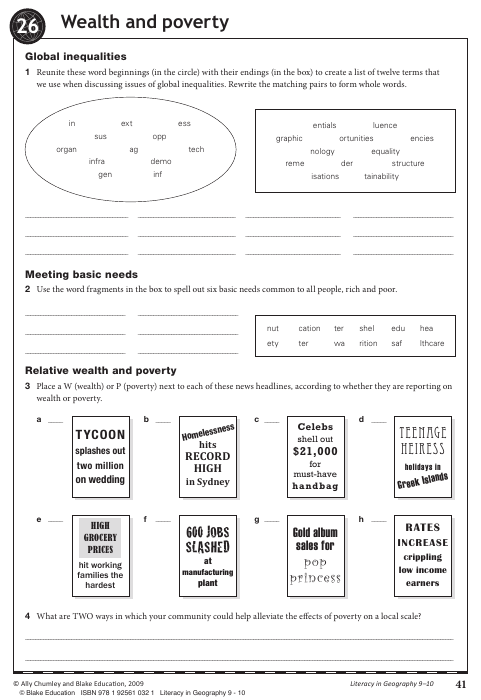 26 Wealth and poverty
Global inequalities
1 Reunite these word beginnings (in the circle) with their endings (in the box) to create a list of twelve terms that
we use when discussing issues of global inequalities. Rewrite the matching pairs to form whole words.
in ext ess
sus opp
organ ag tech
infra demo
gen inf
entials luence
graphic ortunities encies
nology equality
reme der structure
isations tainability
Meeting basic needs
2 Use the word fragments in the box to spell out six basic needs common to all people, rich and poor.
nut cation ter shel edu hea
ety ter wa rition saf lthcare
Relative wealth and poverty
3 Place a W (wealth) or P (poverty) next to each of these news headlines, according to whether they are reporting on
wealth or poverty.
a
TYCOON
splashes out
two million
on wedding
b
Homelessness
hits
RECORD
HIGH
in Sydney
c
Celebs
shell out
$21,000
for
must-have
handbag
d
TEENAGE
HEIRESS
holidays in
Greek Islands
e
HIGH
GROCERY
PRICES
hit working
families the
hardest
f
600 JOBS
SLASHED
at
manufacturing
plant
g
Gold album
sales for
pop
princess
h
RATES
INCREASE
crippling
low income
earners
4 What are TWO ways in which your community could help alleviate the effects of poverty on a local scale?
© Ally Chumley and Blake Education, 2009 Literacy in Geography 9–10 41
© Blake Education ISBN 978 1 92561 032 1 Literacy in Geography 9 - 10